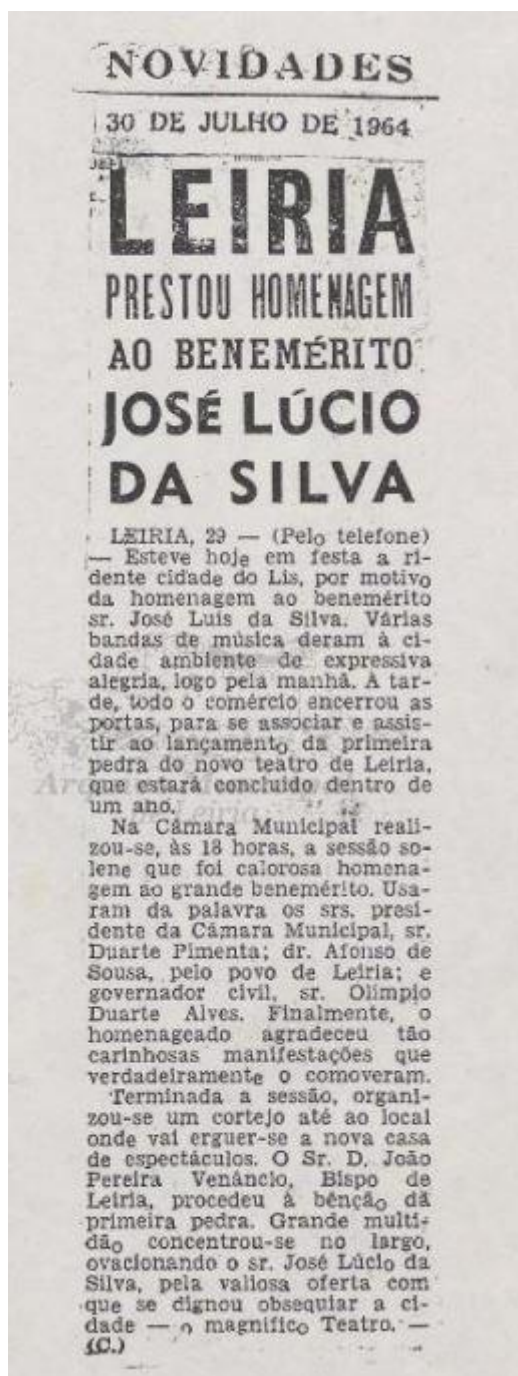 NOVIDADES
30 DE JULHO DE 1964
LEIRIA
PRESTOU HOMENAGEM
AO BENEMÉRITO
JOSÉ LÚCIO
DA SILVA
LEIRIA, 29 — (Pelo telefone)
— Esteve hoje em festa a ri-
dente cidade do Lis, por motivo
da homenagem ao benemérito
sr. José Luis da Silva. Várias
bandas de música deram à ci-
dade ambiente de expressiva
alegria, logo pela manhã. A tar-
de, todo o comércio encerrou as
portas, para se associar e assis-
tir ao lançamento da primeira
pedra do novo teatro de Leiria,
que estará concluído dentro de
um ano.
Na Câmara Municipal reali-
zou-se, às 18 horas, a sessão so-
lene que foi calorosa homena-
gem ao grande benemérito. Usa-
ram da palavra os srs. presi-
dente da Câmara Municipal, sr.
Duarte Pimenta; dr. Afonso de
Sousa, pelo povo de Leiria; e
governador civil, sr. Olímpio
Duarte Alves. Finalmente, o
homenageado agradeceu tão
carinhosas manifestações que
verdadeiramente o comoveram.
Terminada a sessão, organi-
zou-se um cortejo até ao local
onde vai erguer-se a nova casa
de espectáculos. O Sr. D. João
Pereira Venâncio, Bispo de
Leiria, procedeu à bênção dã
primeira pedra. Grande multi-
dão concentrou-se no largo,
ovacionando o sr. José Lúcio da
Silva, pela valiosa oferta com
que se dignou obsequiar a ci-
dade — o magnífico Teatro. —
(C.)